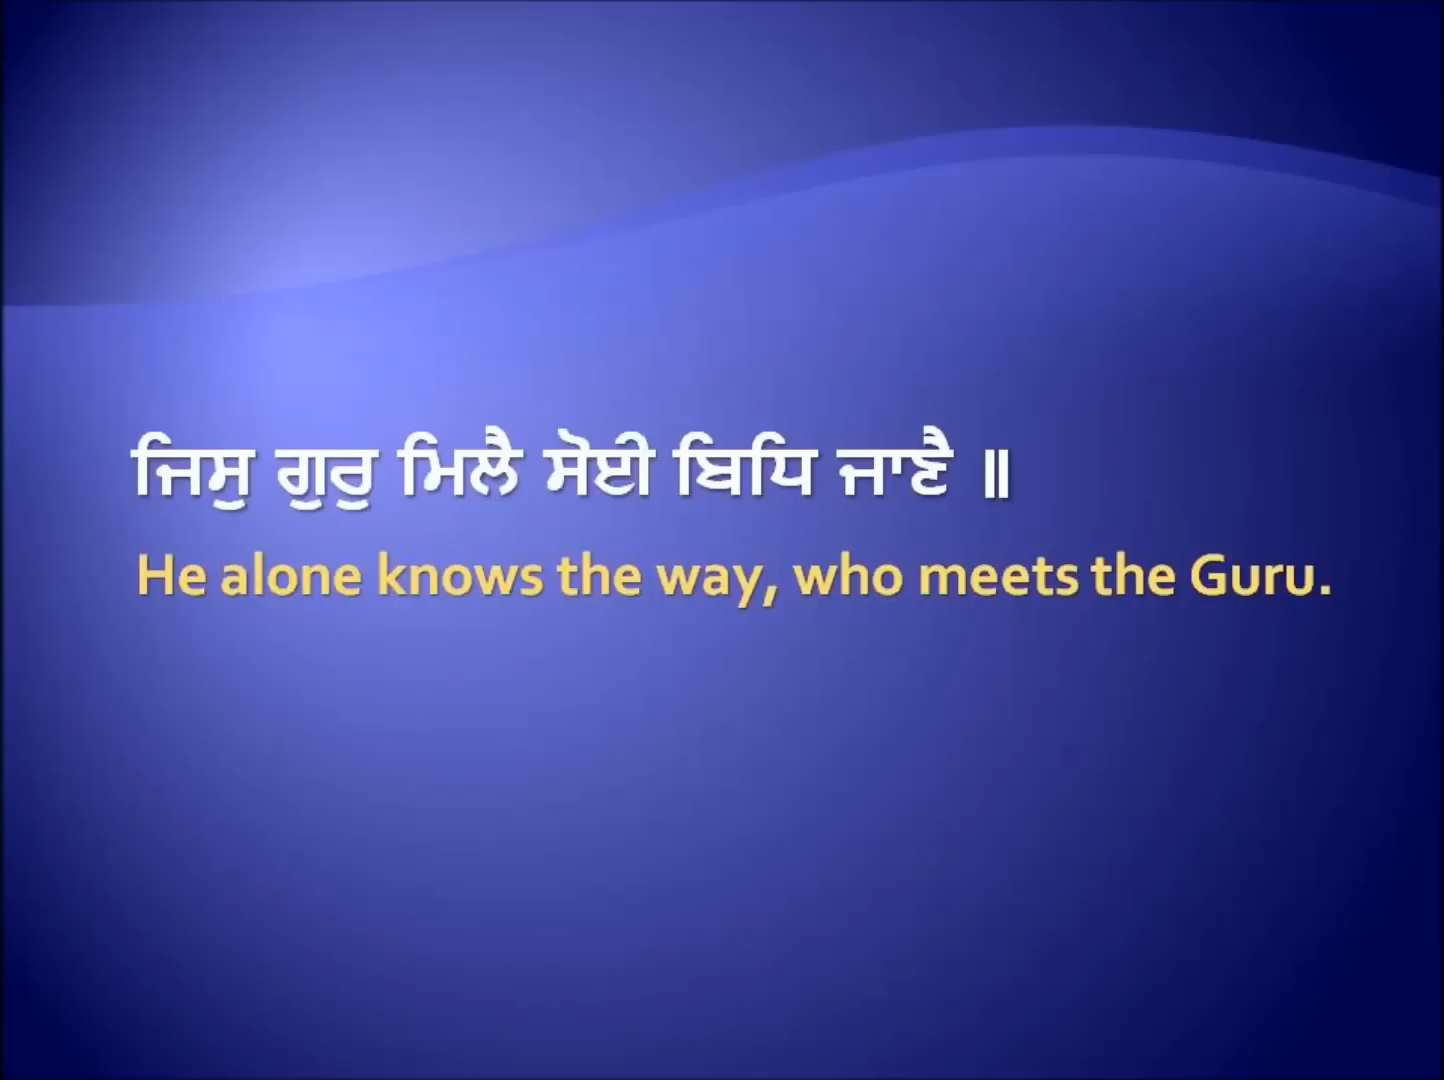 ਜਿਸੁ ਗੁਰੁ ਮਿਲੈ ਸੋਈ ਬਿਧਿ ਜਾਣੈ ॥
He alone knows the way, who meets the Guru.